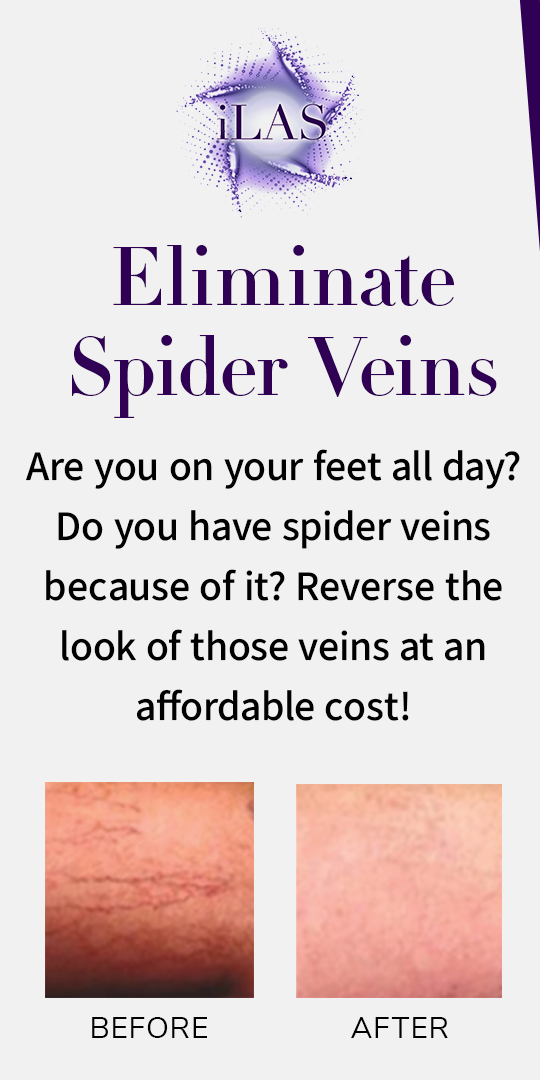 iLAS
Eliminate
Spider Veins
Are you on your feet all day?
Do you have spider veins
because of it? Reverse the
look of those veins at an
affordable cost!
BEFORE
AFTER